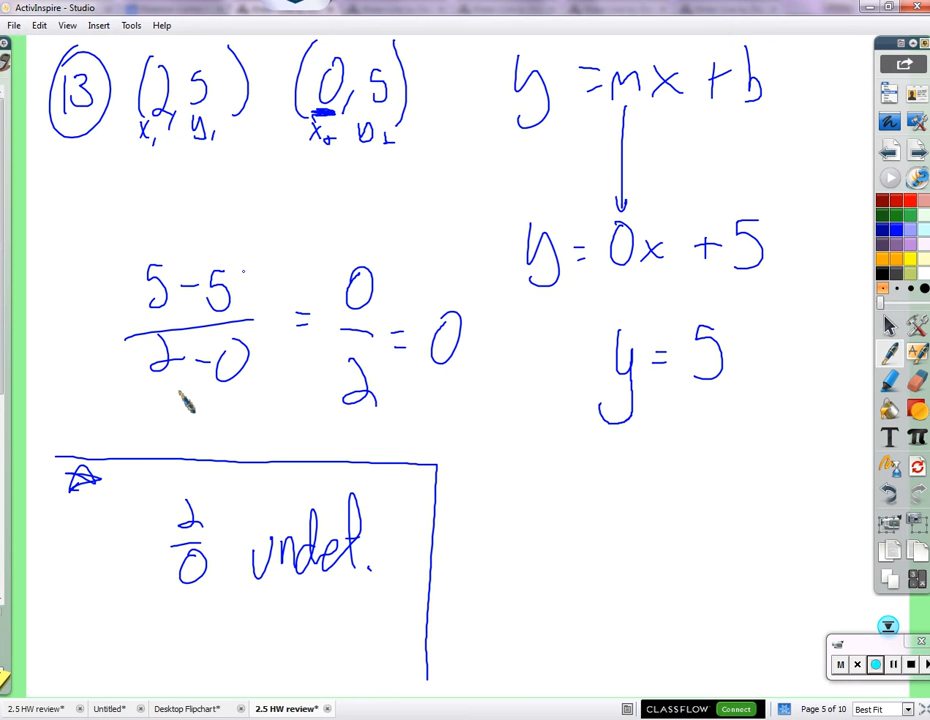 ActivInspire - Studio
File Edit View Insert Tools Help
13 (2, 5) (0, 5) y = mx + b
x₁ y₁ x₂ y₂
y = 0x + 5
5 - 5 / 2 - 0 = 0 / 2 = 0
y = 5
2 / 0 undef.
2.5 HW review* Untitled* Desktop Flipchart* 2.5 HW review* CLASSFLOW Connect Page 5 of 10 Best Fit